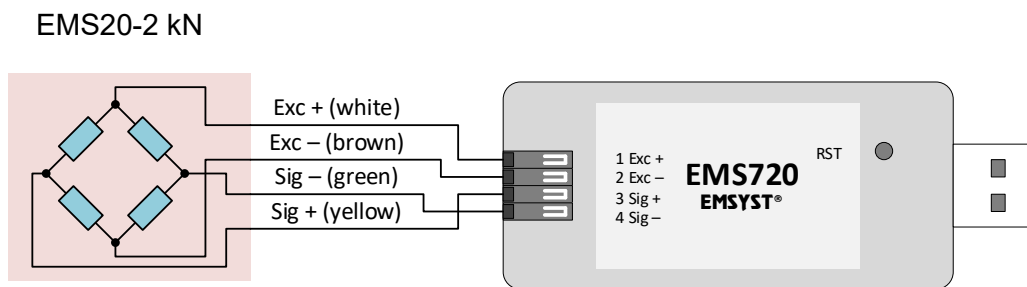 EMS20-2 kN
Exc + (white)
Exc – (brown)
Sig – (green)
Sig + (yellow)
1 Exc +
2 Exc –
3 Sig +
4 Sig –
EMS720
EMSYST®
RST